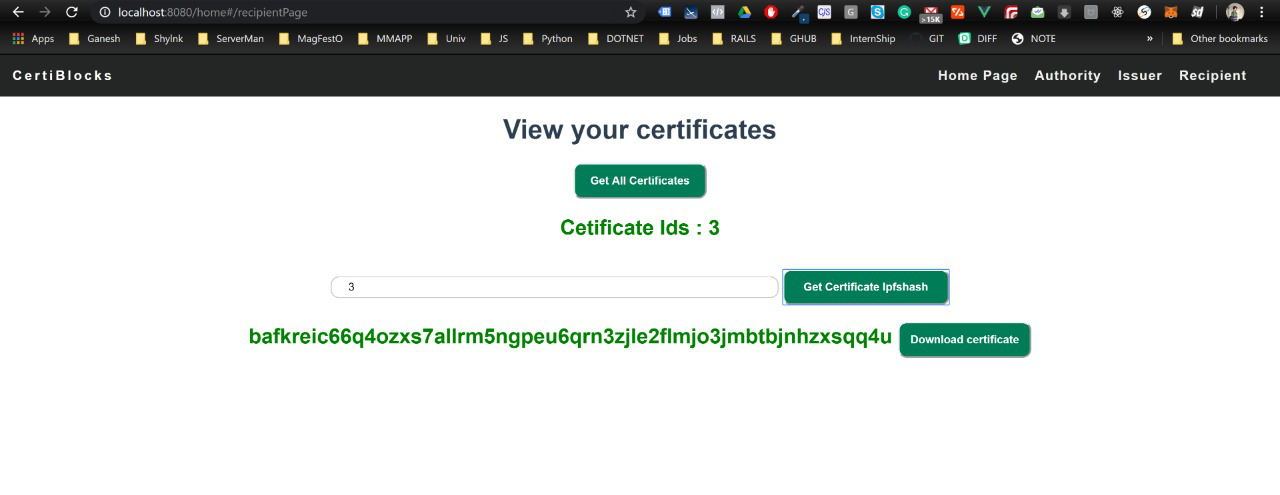 localhost:8080/home#/recipientPage
>15K
Apps Ganesh Shylnk ServerMan MagFestO MMAPP Univ JS Python DOTNET Jobs RAILS GHUB InternShip GIT DIFF NOTE » Other bookmarks
CertiBlocks Home Page Authority Issuer Recipient
View your certificates
Get All Certificates
Cetificate Ids : 3
3 Get Certificate Ipfshash
bafkreic66q4ozxs7allrm5ngpeu6qrn3zjle2flmjo3jmbtbjnhzxsqq4u Download certificate